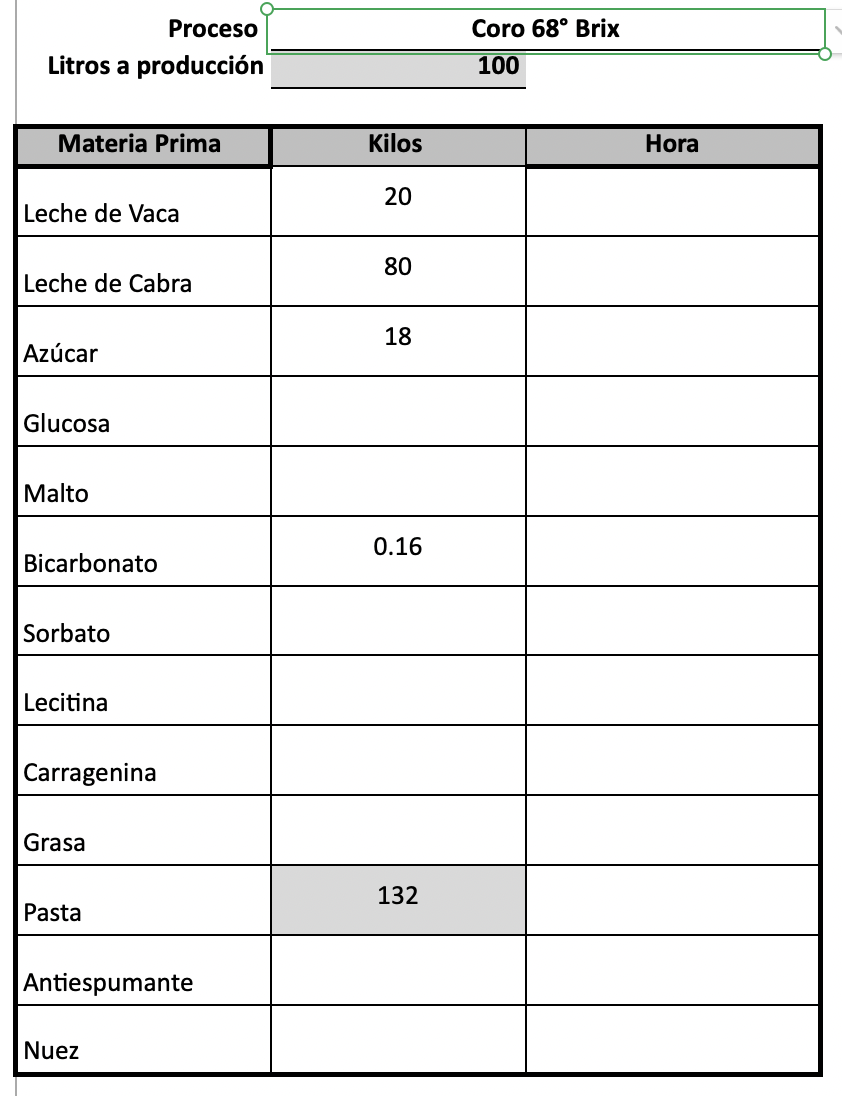 Proceso Coro 68° Brix
Litros a producción 100
Materia Prima Kilos Hora
Leche de Vaca 20
Leche de Cabra 80
Azúcar 18
Glucosa
Malto
Bicarbonato 0.16
Sorbato
Lecitina
Carragenina
Grasa
Pasta 132
Antiespumante
Nuez